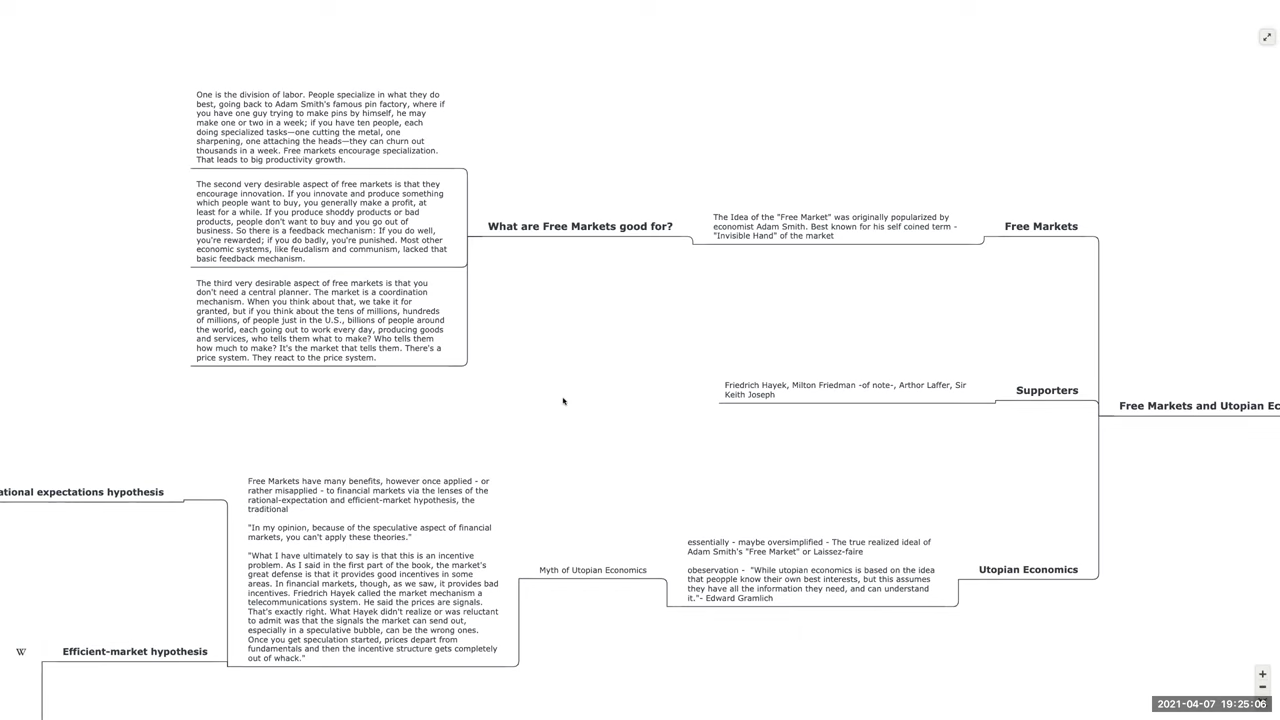 One is the division of labor. People specialize in what they do
best, going back to Adam Smith's famous pin factory, where if
you have one guy trying to make pins by himself, he may
make one or two in a week; if you have ten people, each
doing specialized tasks—one cutting the metal, one
sharpening, one attaching the heads—they can churn out
thousands in a week. Free markets encourage specialization.
That leads to big productivity growth.
The second very desirable aspect of free markets is that they
encourage innovation. If you innovate and produce something
which people want to buy, you generally make a profit, at
least for a while. If you produce shoddy products or bad
products, people don't want to buy and you go out of
business. So there is a feedback mechanism: If you do well,
you're rewarded; if you do badly, you're punished. Most other
economic systems, like feudalism and communism, lacked that
basic feedback mechanism.
The third very desirable aspect of free markets is that you
don't need a central planner. The market is a coordination
mechanism. When you think about that, we take it for
granted, but if you think about the tens of millions, hundreds
of millions, of people just in the U.S., billions of people around
the world, each going out to work every day, producing goods
and services, who tells them what to make? Who tells them
how much to make? It's the market that tells them. There's a
price system. They react to the price system.
What are Free Markets good for?
The Idea of the "Free Market" was originally popularized by
economist Adam Smith. Best known for his self coined term -
"Invisible Hand" of the market
Free Markets
Friedrich Hayek, Milton Friedman -of note-, Arthor Laffer, Sir
Keith Joseph
Supporters
Free Markets and Utopian Ec
ational expectations hypothesis
Free Markets have many benefits, however once applied - or
rather misapplied - to financial markets via the lenses of the
rational-expectation and efficient-market hypothesis, the
traditional
"In my opinion, because of the speculative aspect of financial
markets, you can't apply these theories."
"What I have ultimately to say is that this is an incentive
problem. As I said in the first part of the book, the market's
great defense is that it provides good incentives in some
areas. In financial markets, though, as we saw, it provides bad
incentives. Friedrich Hayek called the market mechanism a
telecommunications system. He said the prices are signals.
That's exactly right. What Hayek didn't realize or was reluctant
to admit was that the signals the market can send out,
especially in a speculative bubble, can be the wrong ones.
Once you get speculation started, prices depart from
fundamentals and then the incentive structure gets completely
out of whack."
Myth of Utopian Economics
essentially - maybe oversimplified - The true realized ideal of
Adam Smith's "Free Market" or Laissez-faire
obeservation - "While utopian economics is based on the idea
that peopple know their own best interests, but this assumes
they have all the information they need, and can understand
it."- Edward Gramlich
Utopian Economics
W
Efficient-market hypothesis
+
−
2021-04-07 19:25:06